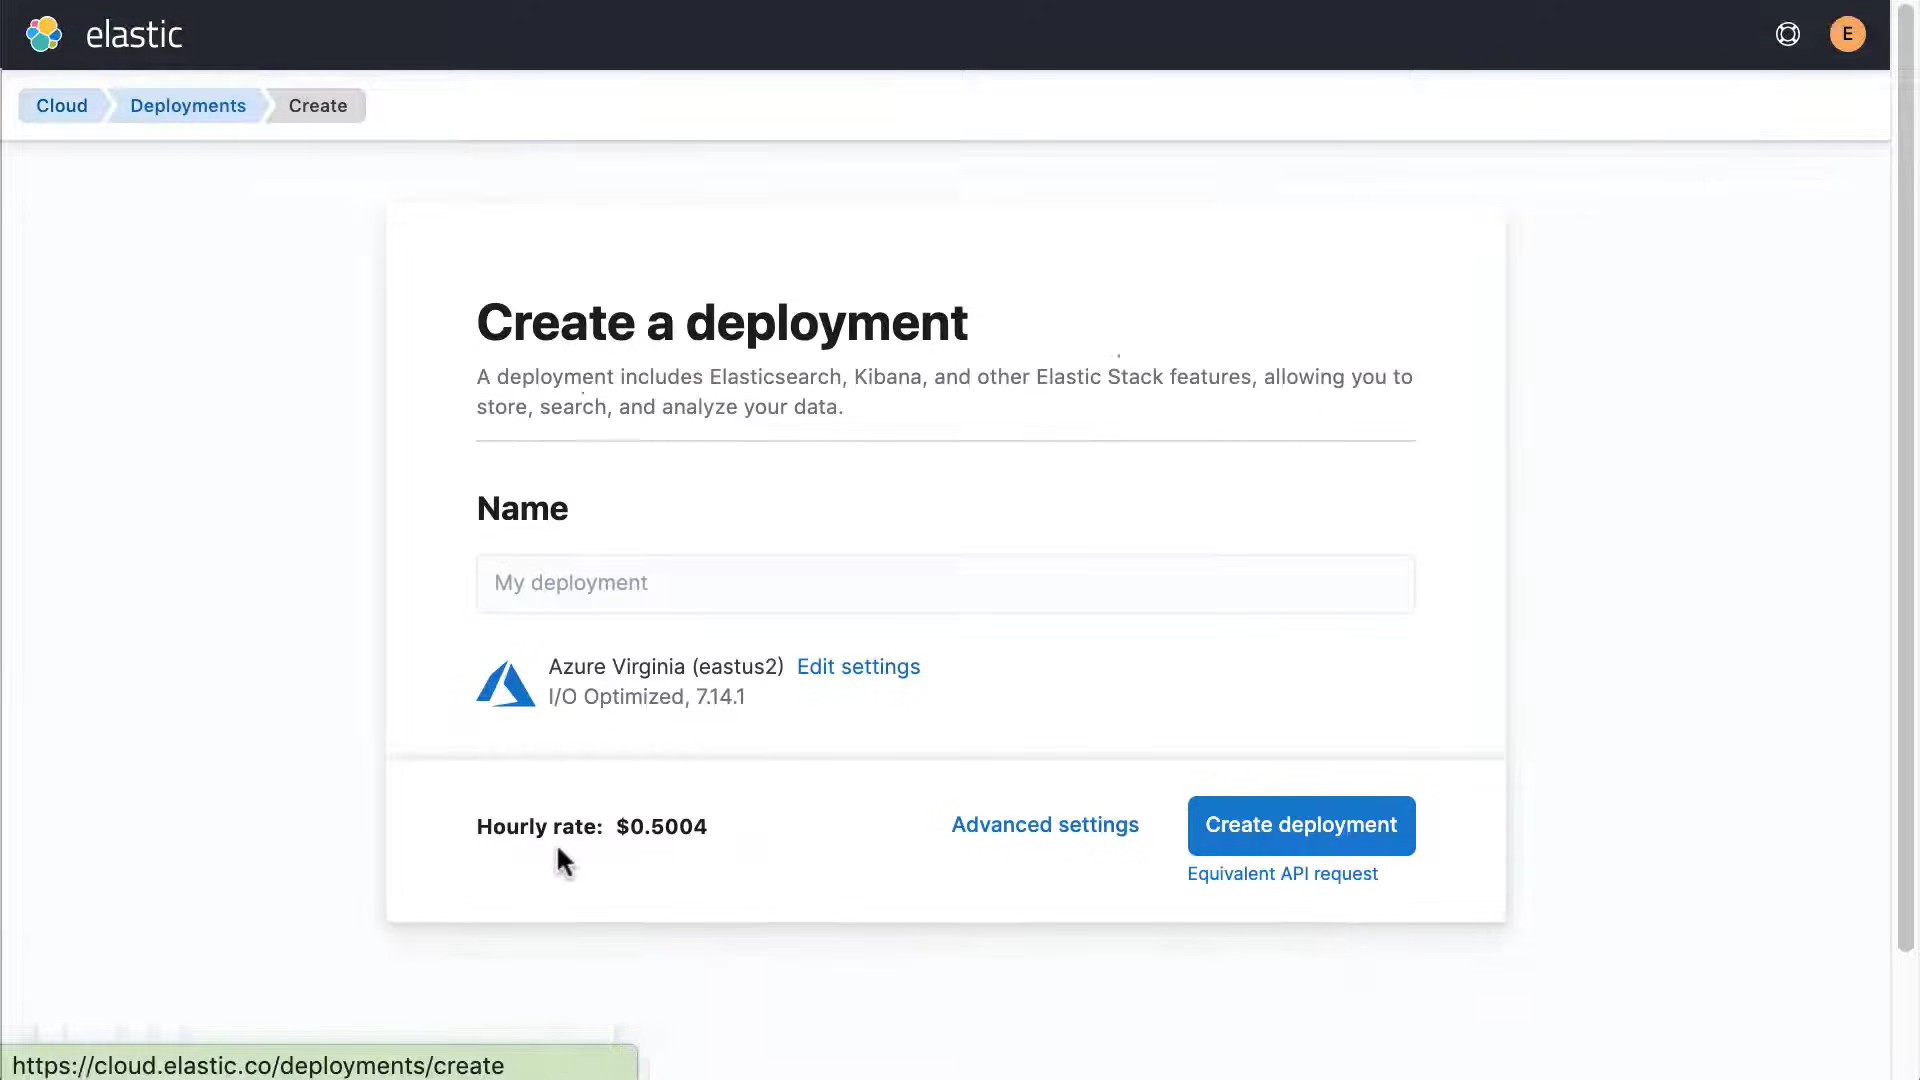 elastic
E
Cloud
Deployments
Create
Create a deployment
A deployment includes Elasticsearch, Kibana, and other Elastic Stack features, allowing you to
store, search, and analyze your data.
Name
My deployment
Azure Virginia (eastus2) Edit settings
I/O Optimized, 7.14.1
Hourly rate: $0.5004
Advanced settings
Create deployment
Equivalent API request
https://cloud.elastic.co/deployments/create